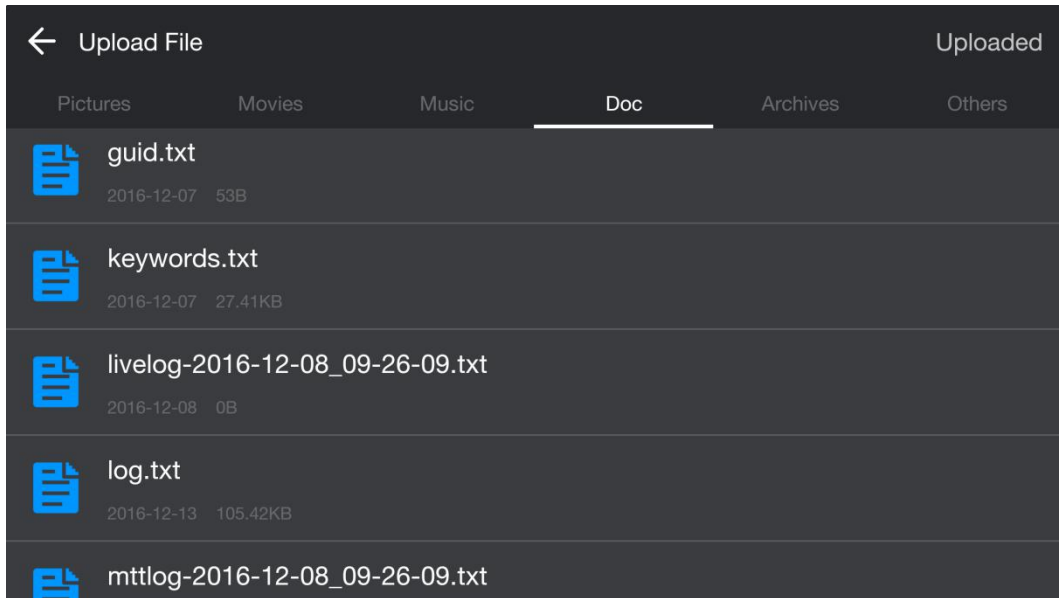 Upload File Uploaded
Pictures Movies Music Doc Archives Others
guid.txt
2016-12-07 53B
keywords.txt
2016-12-07 27.41KB
livelog-2016-12-08_09-26-09.txt
2016-12-08 0B
log.txt
2016-12-13 105.42KB
mttlog-2016-12-08_09-26-09.txt